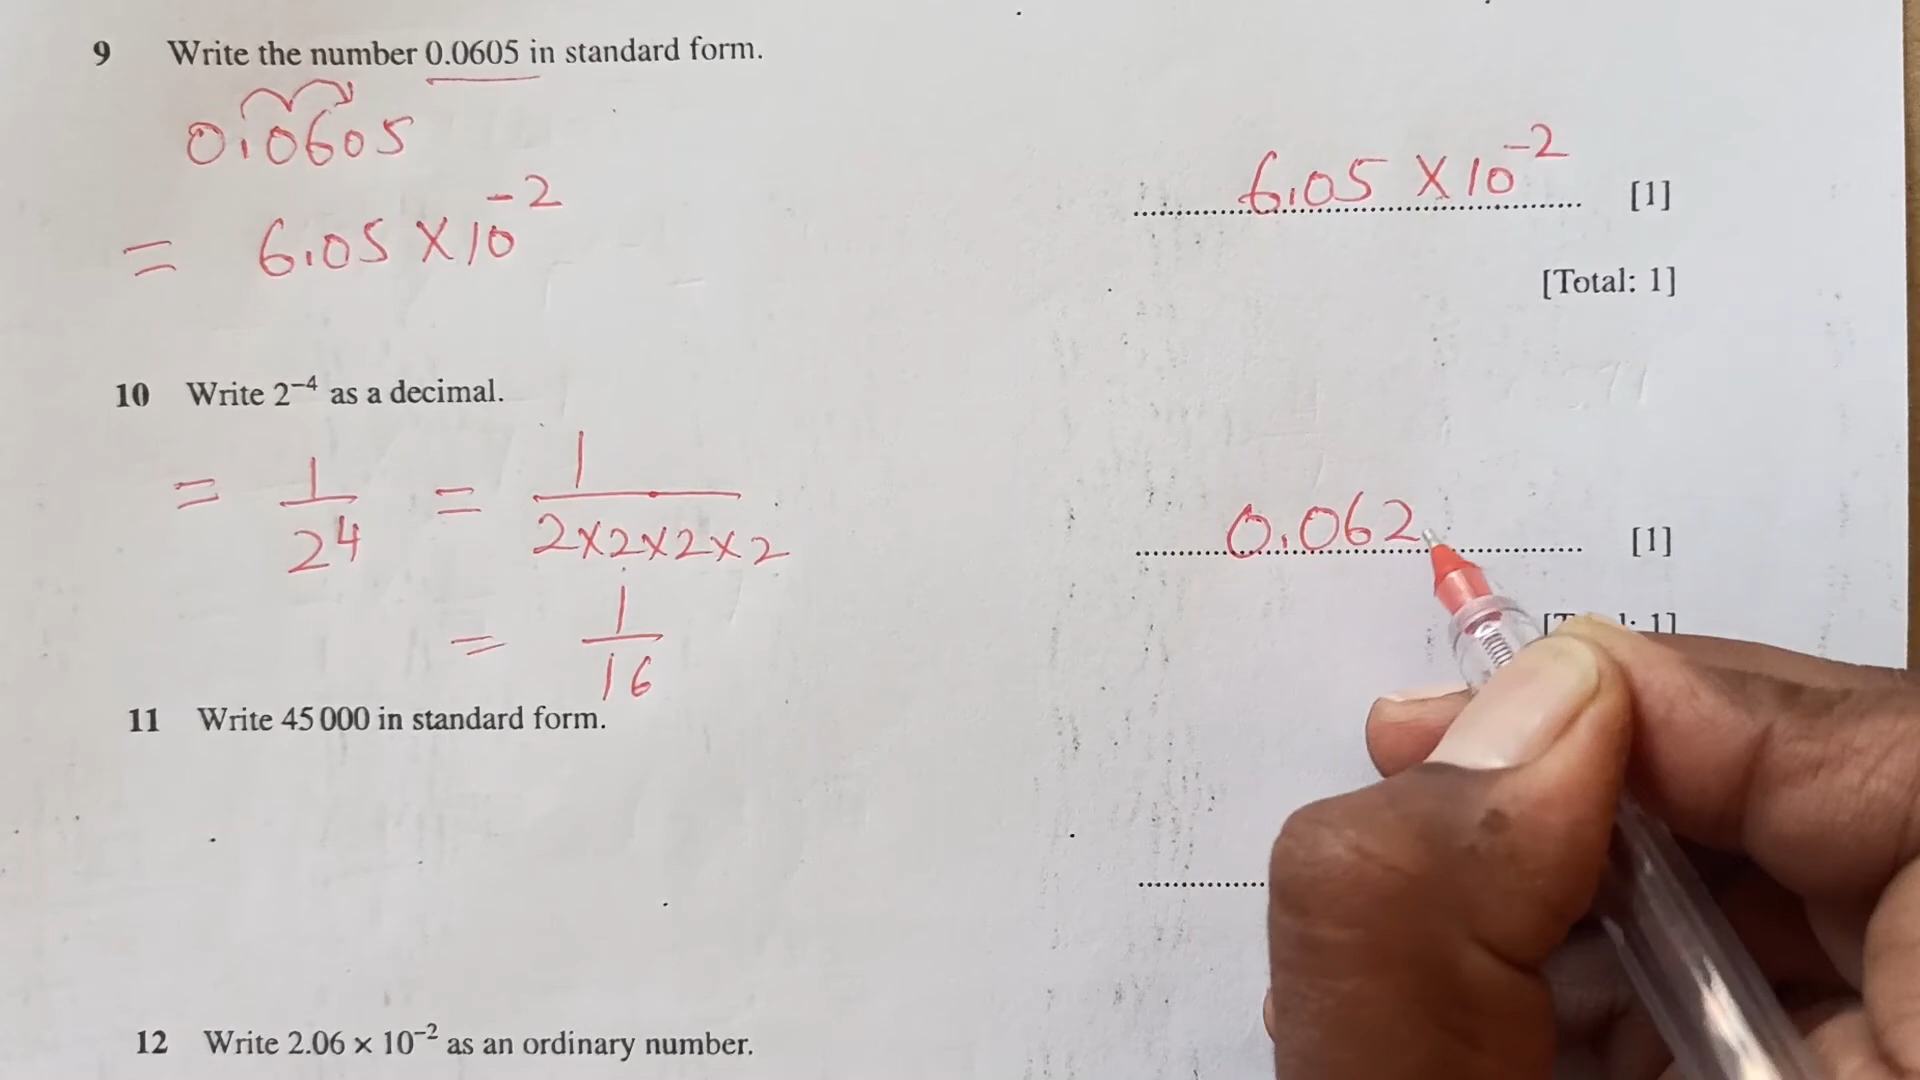 9 Write the number 0.0605 in standard form.
0.0605
= 6.05 × 10⁻²
6.05 × 10⁻² [1]
[Total: 1]
10 Write 2⁻⁴ as a decimal.
= 1/2⁴ = 1/(2×2×2×2)
= 1/16
0.062 [1]
1]
11 Write 45 000 in standard form.
12 Write 2.06 × 10⁻² as an ordinary number.